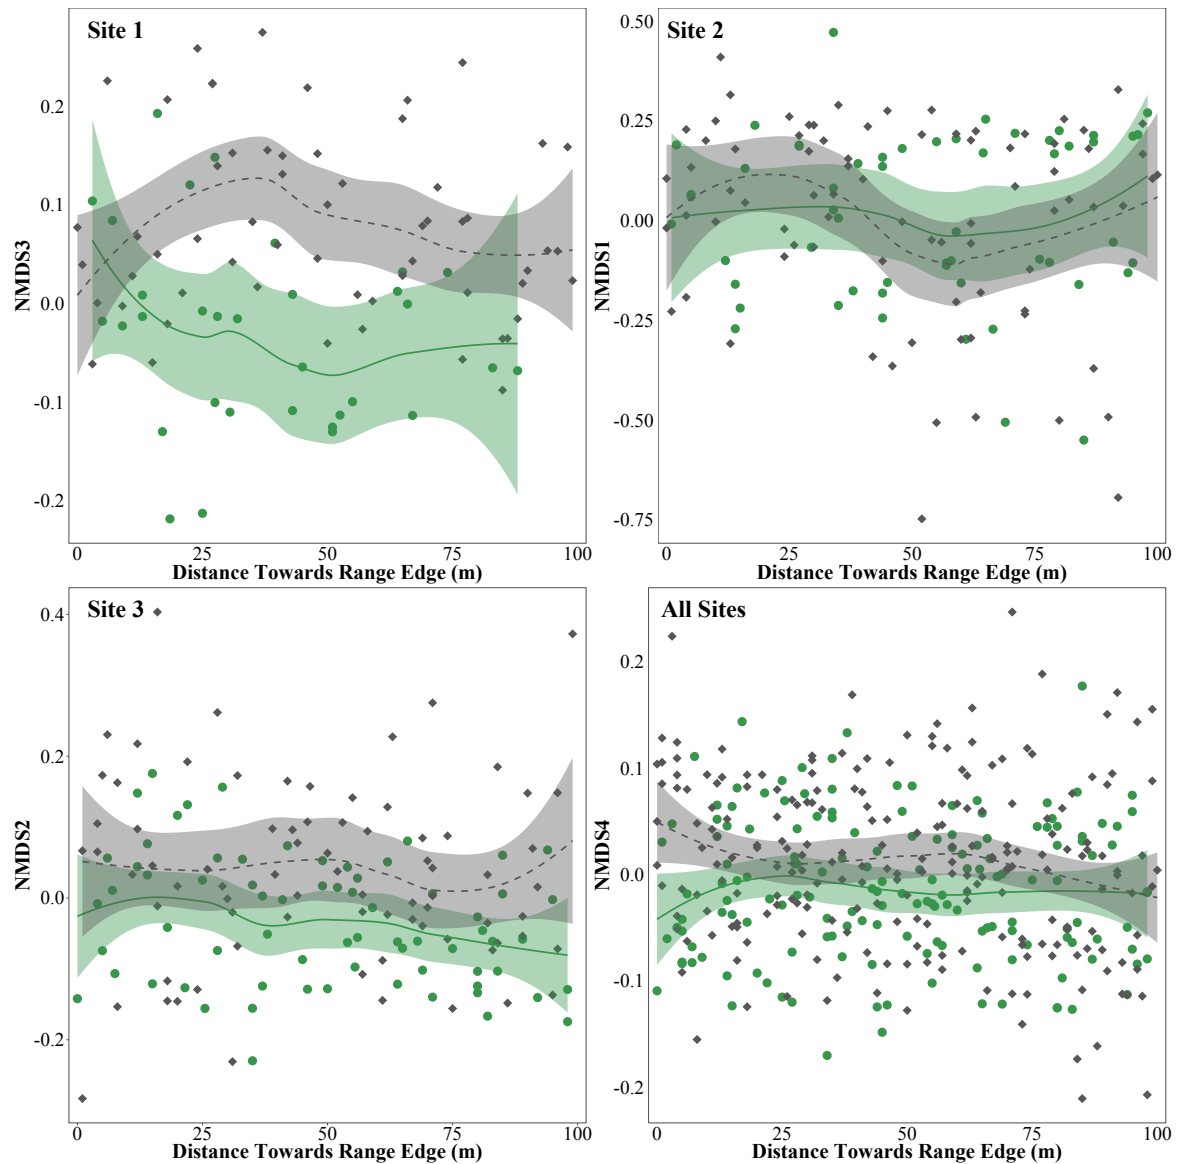 Site 1
NMDS3
0.2
0.1
0.0
-0.1
-0.2
0 25 50 75 100
Distance Towards Range Edge (m)
Site 2
NMDS1
0.50
0.25
0.00
-0.25
-0.50
-0.75
0 25 50 75 100
Distance Towards Range Edge (m)
Site 3
NMDS2
0.4
0.2
0.0
-0.2
0 25 50 75 100
Distance Towards Range Edge (m)
All Sites
NMDS4
0.2
0.1
0.0
-0.1
-0.2
0 25 50 75 100
Distance Towards Range Edge (m)